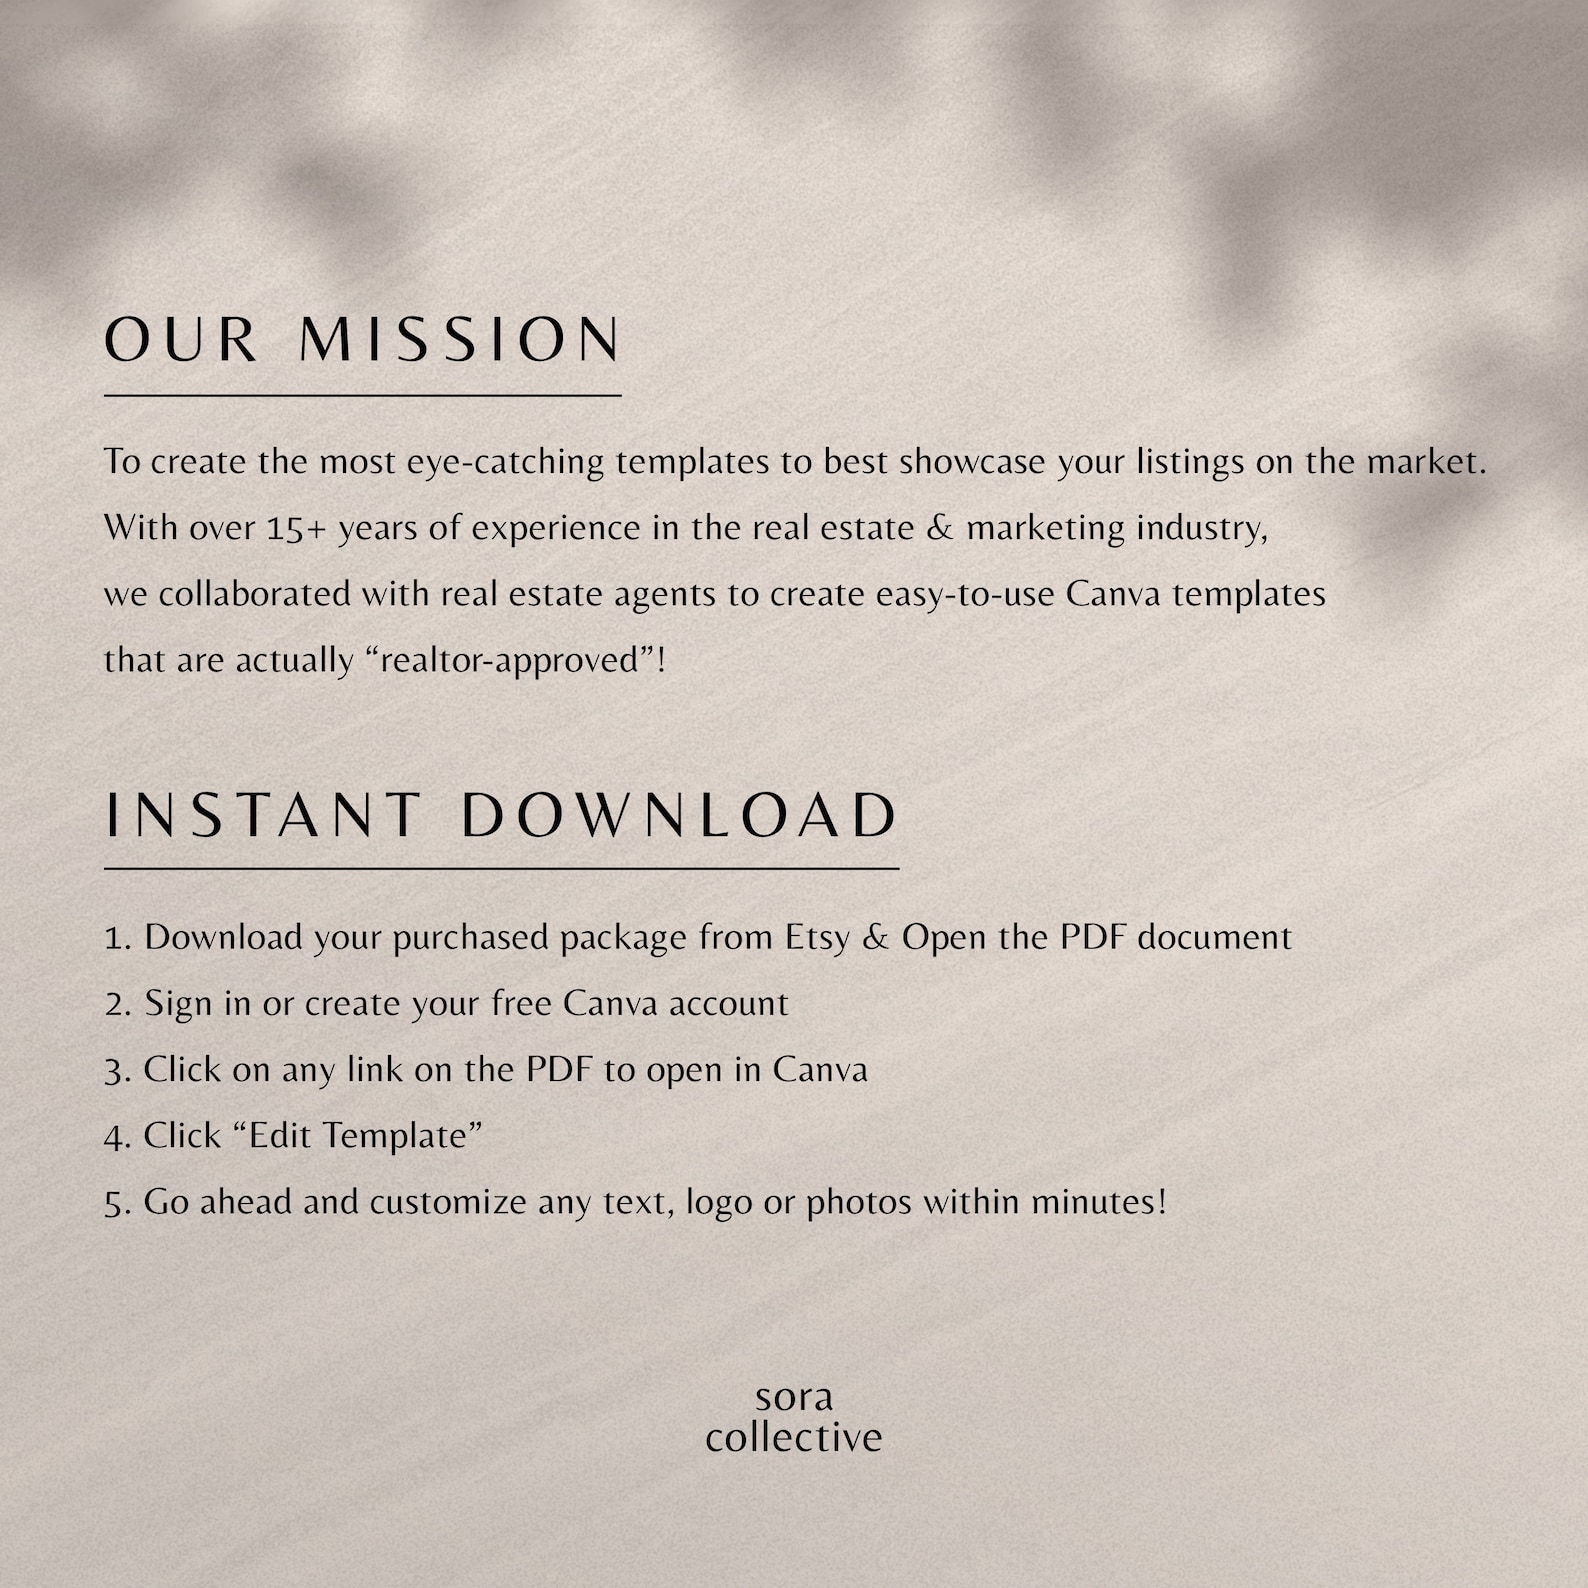 OUR MISSION
To create the most eye-catching templates to best showcase your listings on the market.
With over 15+ years of experience in the real estate & marketing industry,
we collaborated with real estate agents to create easy-to-use Canva templates
that are actually “realtor-approved”!
INSTANT DOWNLOAD
1. Download your purchased package from Etsy & Open the PDF document
2. Sign in or create your free Canva account
3. Click on any link on the PDF to open in Canva
4. Click “Edit Template”
5. Go ahead and customize any text, logo or photos within minutes!
sora
collective